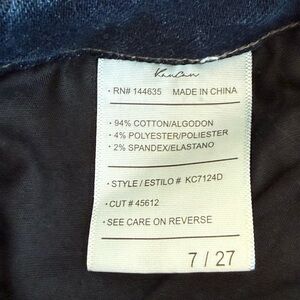 KanCan
· RN# 144635 MADE IN CHINA
· 94% COTTON/ALGODON
· 4% POLYESTER/POLIESTER
· 2% SPANDEX/ELASTANO
· STYLE / ESTILO # KC7124D
· CUT # 45612
· SEE CARE ON REVERSE
7 / 27